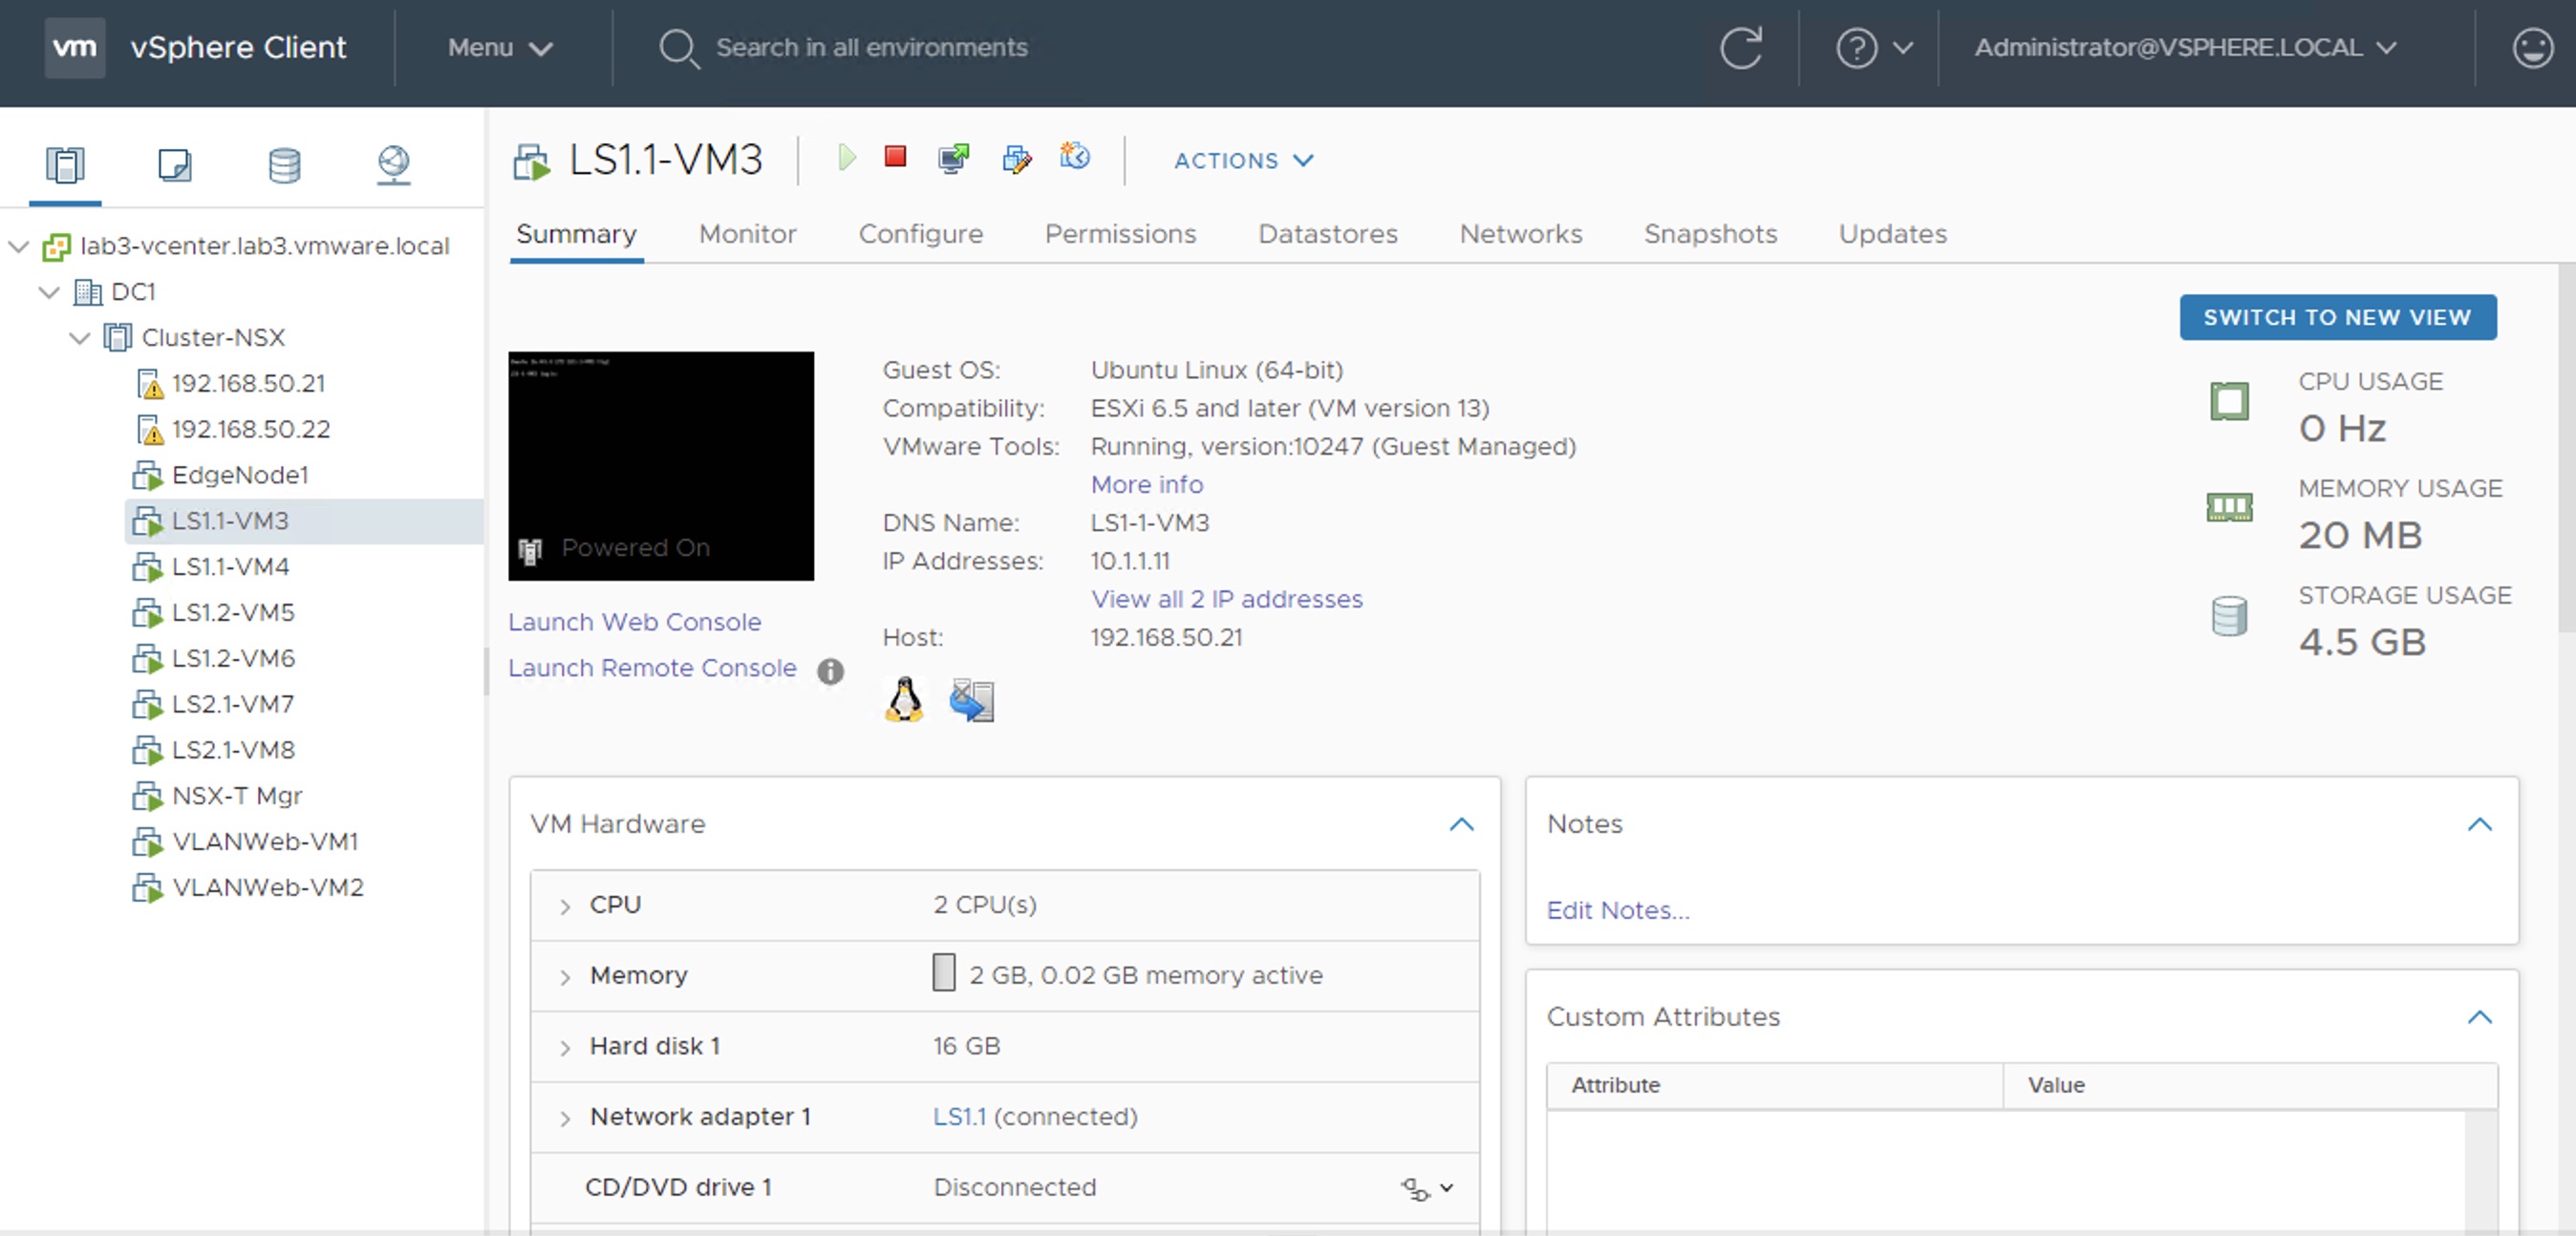 vm vSphere Client Menu Search in all environments Administrator@VSPHERE.LOCAL
lab3-vcenter.lab3.vmware.local
DC1
Cluster-NSX
192.168.50.21
192.168.50.22
EdgeNode1
LS1.1-VM3
LS1.1-VM4
LS1.2-VM5
LS1.2-VM6
LS2.1-VM7
LS2.1-VM8
NSX-T Mgr
VLANWeb-VM1
VLANWeb-VM2
LS1.1-VM3 ACTIONS
Summary Monitor Configure Permissions Datastores Networks Snapshots Updates
SWITCH TO NEW VIEW
Powered On
Launch Web Console
Launch Remote Console
Guest OS: Ubuntu Linux (64-bit)
Compatibility: ESXi 6.5 and later (VM version 13)
VMware Tools: Running, version:10247 (Guest Managed)
More info
DNS Name: LS1-1-VM3
IP Addresses: 10.1.1.11
View all 2 IP addresses
Host: 192.168.50.21
CPU USAGE
0 Hz
MEMORY USAGE
20 MB
STORAGE USAGE
4.5 GB
VM Hardware
CPU 2 CPU(s)
Memory 2 GB, 0.02 GB memory active
Hard disk 1 16 GB
Network adapter 1 LS1.1 (connected)
CD/DVD drive 1 Disconnected
Notes
Edit Notes...
Custom Attributes
Attribute Value